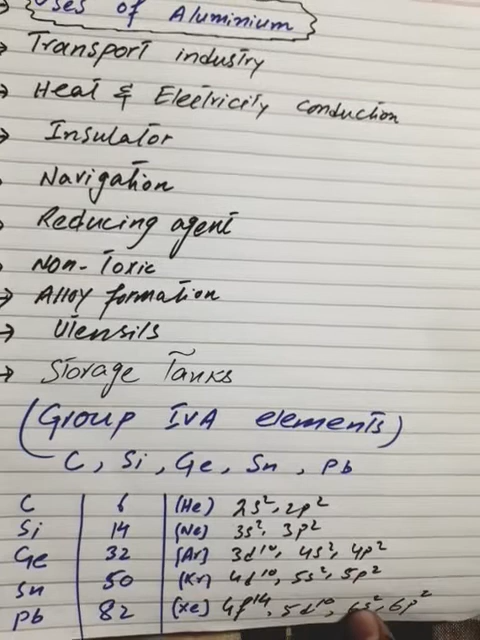 Uses of Aluminium
→ Transport industry
→ Heat & Electricity conduction
→ Insulator
→ Navigation
→ Reducing agent
→ Non-Toxic
→ Alloy formation
→ Utensils
→ Storage Tanks
(Group IVA elements)
C, Si, Ge, Sn, Pb
C | 6 | (He) 2s², 2p²
Si | 14 | (Ne) 3s², 3p²
Ge | 32 | (Ar) 3d¹⁰, 4s², 4p²
Sn | 50 | (Kr) 4d¹⁰, 5s², 5p²
Pb | 82 | (Xe) 4f¹⁴, 5d¹⁰, 6s², 6p²